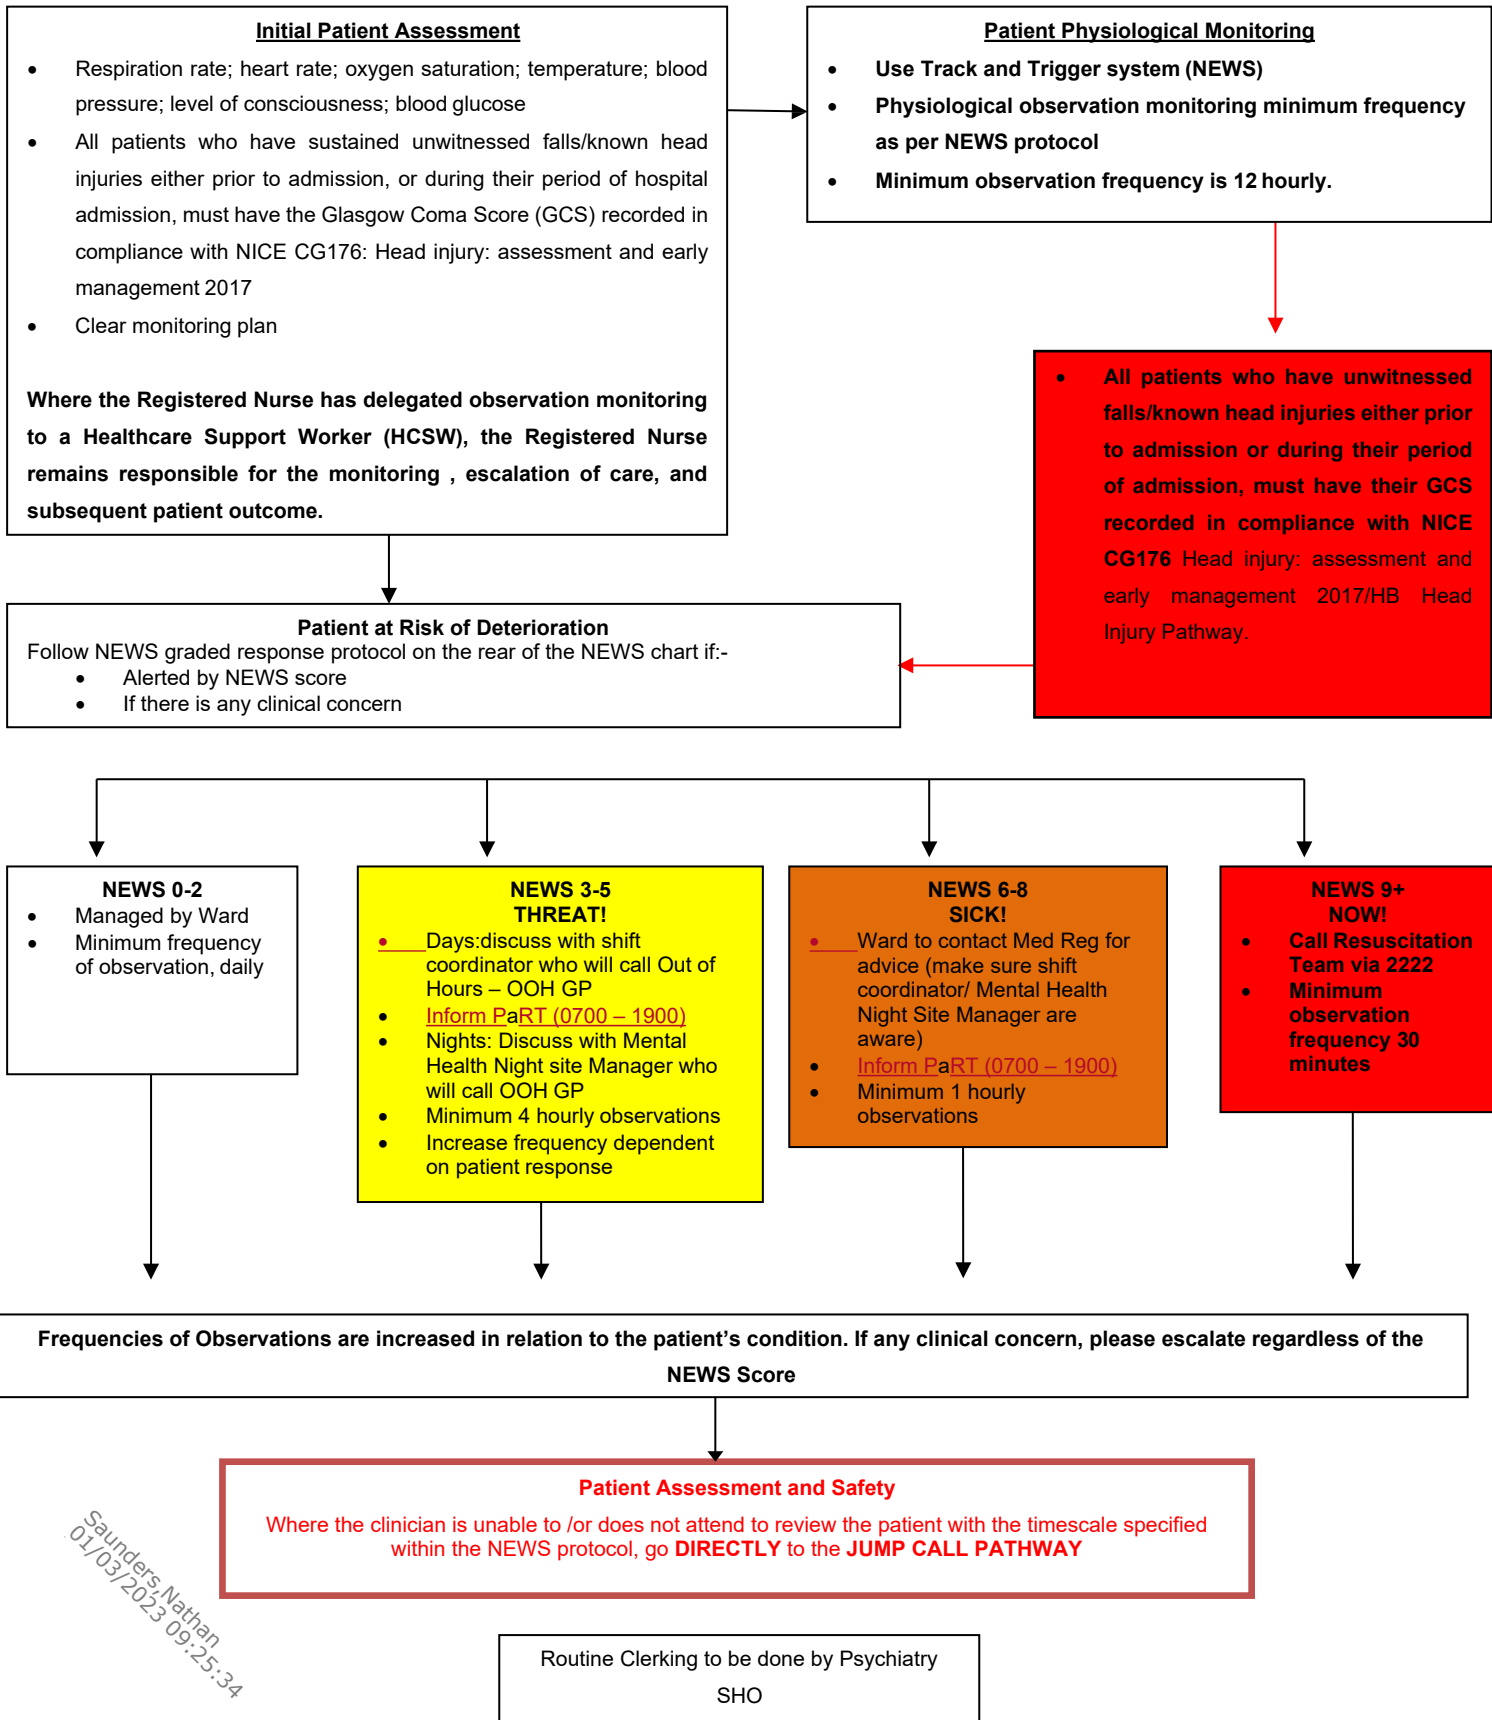 Initial Patient Assessment
• Respiration rate; heart rate; oxygen saturation; temperature; blood
pressure; level of consciousness; blood glucose
• All patients who have sustained unwitnessed falls/known head
injuries either prior to admission, or during their period of hospital
admission, must have the Glasgow Coma Score (GCS) recorded in
compliance with NICE CG176: Head injury: assessment and early
management 2017
• Clear monitoring plan
Where the Registered Nurse has delegated observation monitoring
to a Healthcare Support Worker (HCSW), the Registered Nurse
remains responsible for the monitoring , escalation of care, and
subsequent patient outcome.
Patient Physiological Monitoring
• Use Track and Trigger system (NEWS)
• Physiological observation monitoring minimum frequency
as per NEWS protocol
• Minimum observation frequency is 12 hourly.
• All patients who have unwitnessed
falls/known head injuries either prior
to admission or during their period
of admission, must have their GCS
recorded in compliance with NICE
CG176 Head injury: assessment and
early management 2017/HB Head
Injury Pathway.
Patient at Risk of Deterioration
Follow NEWS graded response protocol on the rear of the NEWS chart if:-
• Alerted by NEWS score
• If there is any clinical concern
NEWS 0-2
• Managed by Ward
• Minimum frequency
of observation, daily
NEWS 3-5
THREAT!
• Days:discuss with shift
coordinator who will call Out of
Hours – OOH GP
• Inform PaRT (0700 – 1900)
• Nights: Discuss with Mental
Health Night site Manager who
will call OOH GP
• Minimum 4 hourly observations
• Increase frequency dependent
on patient response
NEWS 6-8
SICK!
• Ward to contact Med Reg for
advice (make sure shift
coordinator/ Mental Health
Night Site Manager are
aware)
• Inform PaRT (0700 – 1900)
• Minimum 1 hourly
observations
NEWS 9+
NOW!
• Call Resuscitation
Team via 2222
• Minimum
observation
frequency 30
minutes
Frequencies of Observations are increased in relation to the patient’s condition. If any clinical concern, please escalate regardless of the
NEWS Score
Patient Assessment and Safety
Where the clinician is unable to /or does not attend to review the patient with the timescale specified
within the NEWS protocol, go DIRECTLY to the JUMP CALL PATHWAY
Saunders,Nathan
01/03/2023 09:25:34
Routine Clerking to be done by Psychiatry
SHO